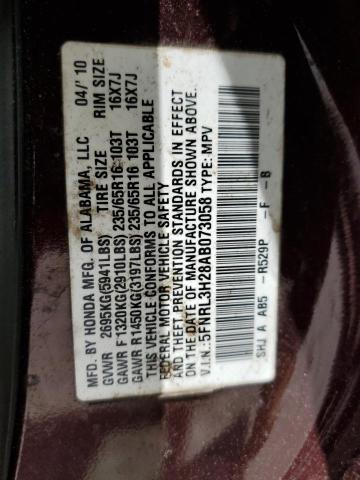 MFD. BY HONDA MFG. OF ALABAMA, LLC 04/'10
TIRE SIZE RIM SIZE
GVWR 2695KG(5941LBS)
GAWR F 1320KG(2910LBS) 235/65R16 103T 16X7J
GAWR R 1450KG(3197LBS) 235/65R16 103T 16X7J
THIS VEHICLE CONFORMS TO ALL APPLICABLE
FEDERAL MOTOR VEHICLE SAFETY
AND THEFT PREVENTION STANDARDS IN EFFECT
ON THE DATE OF MANUFACTURE SHOWN ABOVE.
V.I.N.: 5FNRL3H28AB073058 TYPE: MPV
SHJ A AB5 - R529P -F -B